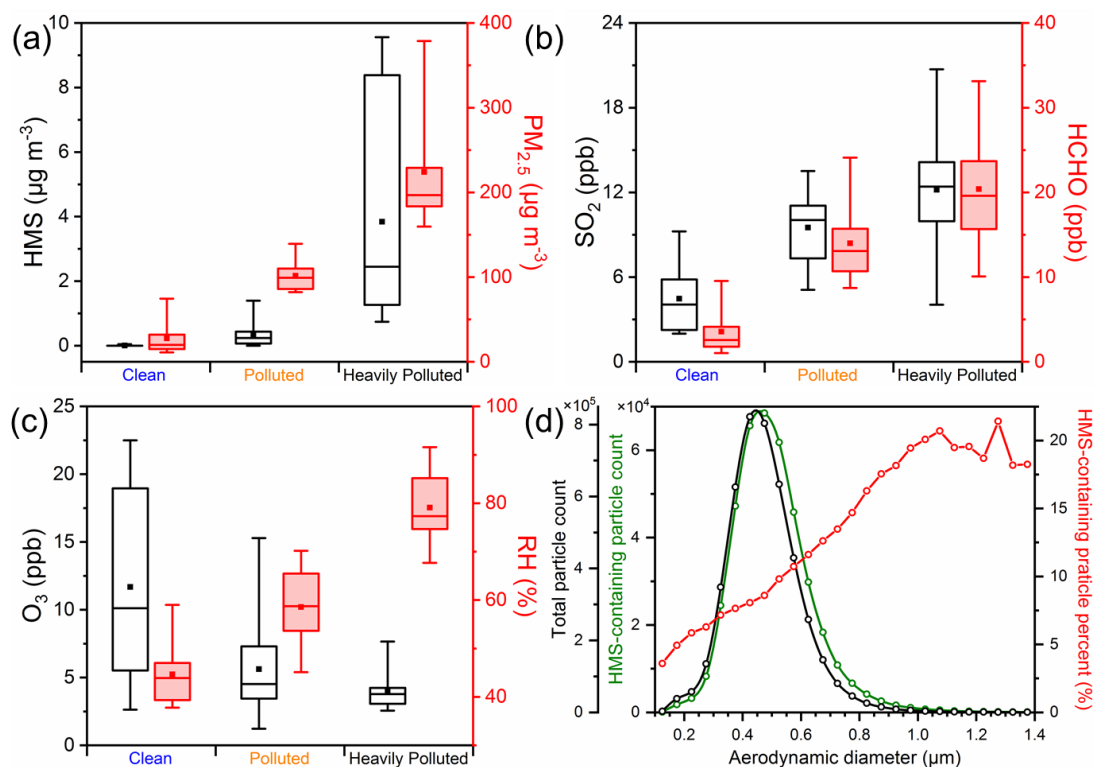 (a)
HMS (µg m⁻³)
10
8
6
4
2
0
400
300
200
100
0
PM₂.₅ (µg m⁻³)
Clean
Polluted
Heavily Polluted
(b)
SO₂ (ppb)
24
18
12
6
0
40
30
20
10
0
HCHO (ppb)
Clean
Polluted
Heavily Polluted
(c)
O₃ (ppb)
25
20
15
10
5
0
100
80
60
40
RH (%)
Clean
Polluted
Heavily Polluted
(d)
Total particle count
×10⁵
8
6
4
2
0
HMS-containing particle count
×10⁴
6
4
2
0
20
15
10
5
0
HMS-containing praticle percent (%)
0.2 0.4 0.6 0.8 1.0 1.2 1.4
Aerodynamic diameter (µm)